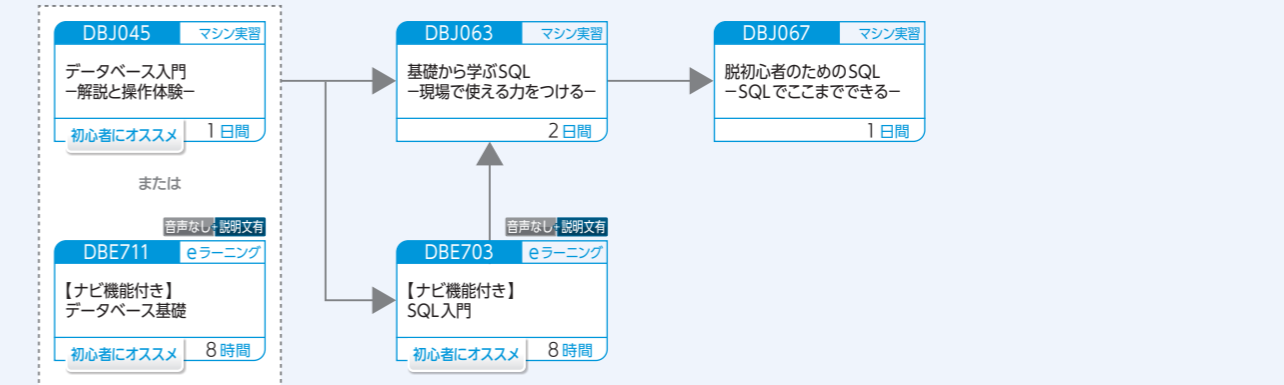 DBJ045 マシン実習
データベース入門
−解説と操作体験−
初心者にオススメ 1日間
または
音声なし・説明文有
DBE711 eラーニング
【ナビ機能付き】
データベース基礎
初心者にオススメ 8時間
DBJ063 マシン実習
基礎から学ぶSQL
−現場で使える力をつける−
2日間
音声なし・説明文有
DBE703 eラーニング
【ナビ機能付き】
SQL入門
初心者にオススメ 8時間
DBJ067 マシン実習
脱初心者のためのSQL
−SQLでここまでできる−
1日間